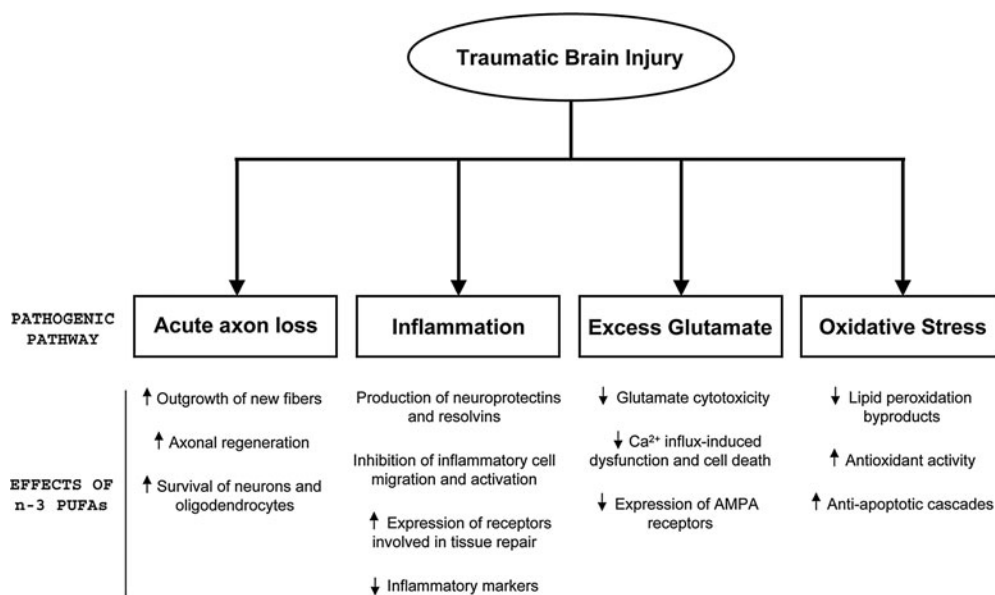 Traumatic Brain Injury
PATHOGENIC
PATHWAY
Acute axon loss
Inflammation
Excess Glutamate
Oxidative Stress
EFFECTS OF
n-3 PUFAs
↑ Outgrowth of new fibers
↑ Axonal regeneration
↑ Survival of neurons and
oligodendrocytes
Production of neuroprotectins
and resolvins
Inhibition of inflammatory cell
migration and activation
↑ Expression of receptors
involved in tissue repair
↓ Inflammatory markers
↓ Glutamate cytotoxicity
↓ Ca²⁺ influx-induced
dysfunction and cell death
↓ Expression of AMPA
receptors
↓ Lipid peroxidation
byproducts
↑ Antioxidant activity
↑ Anti-apoptotic cascades